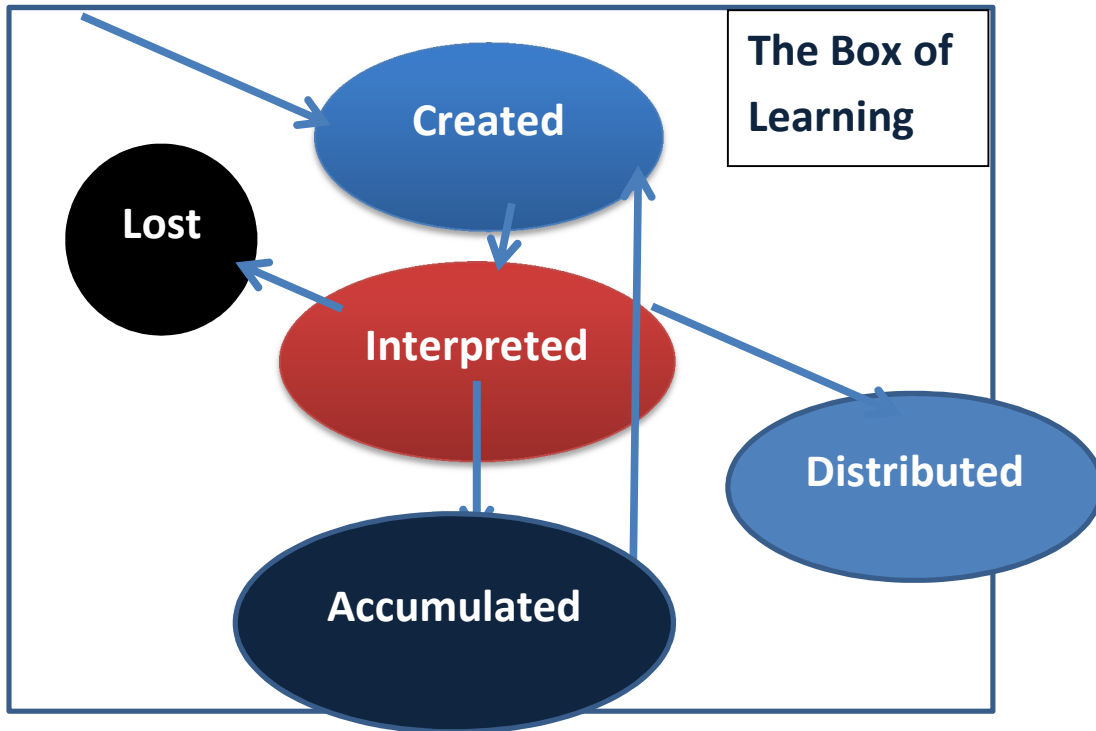 The Box of
Learning
Created
Lost
Interpreted
Distributed
Accumulated